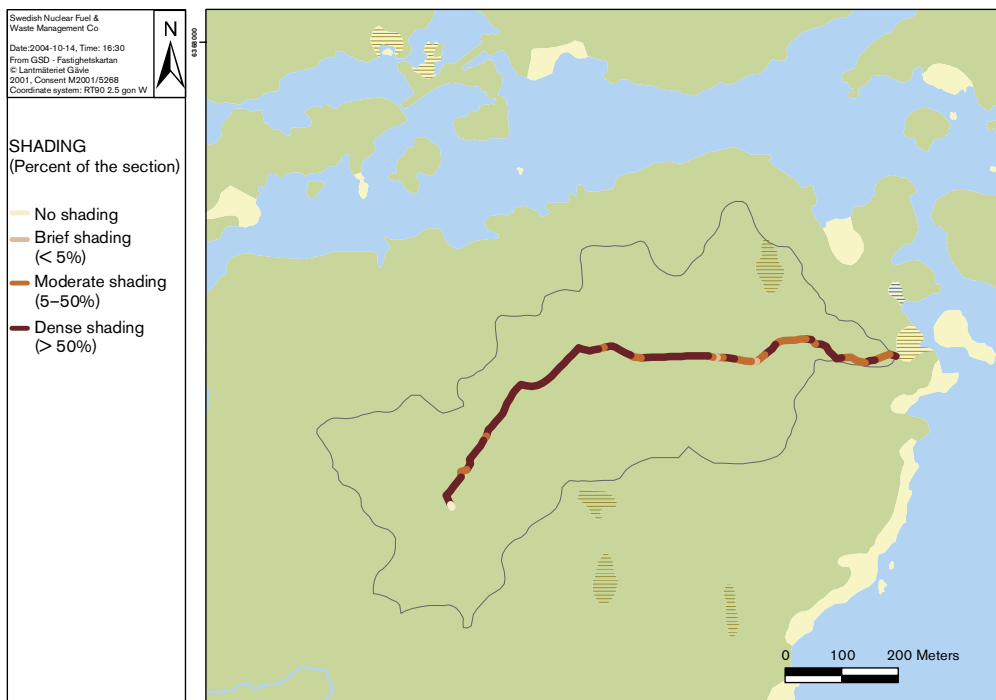 Swedish Nuclear Fuel &
Waste Management Co
Date:2004-10-14, Time: 16:30
From GSD - Fastighetskartan
© Lantmäteriet Gävle
2001, Consent M2001/5268
Coordinate system: RT90 2.5 gon W
N
6368000
SHADING
(Percent of the section)
No shading
Brief shading
(< 5%)
Moderate shading
(5–50%)
Dense shading
(> 50%)
0 100 200 Meters